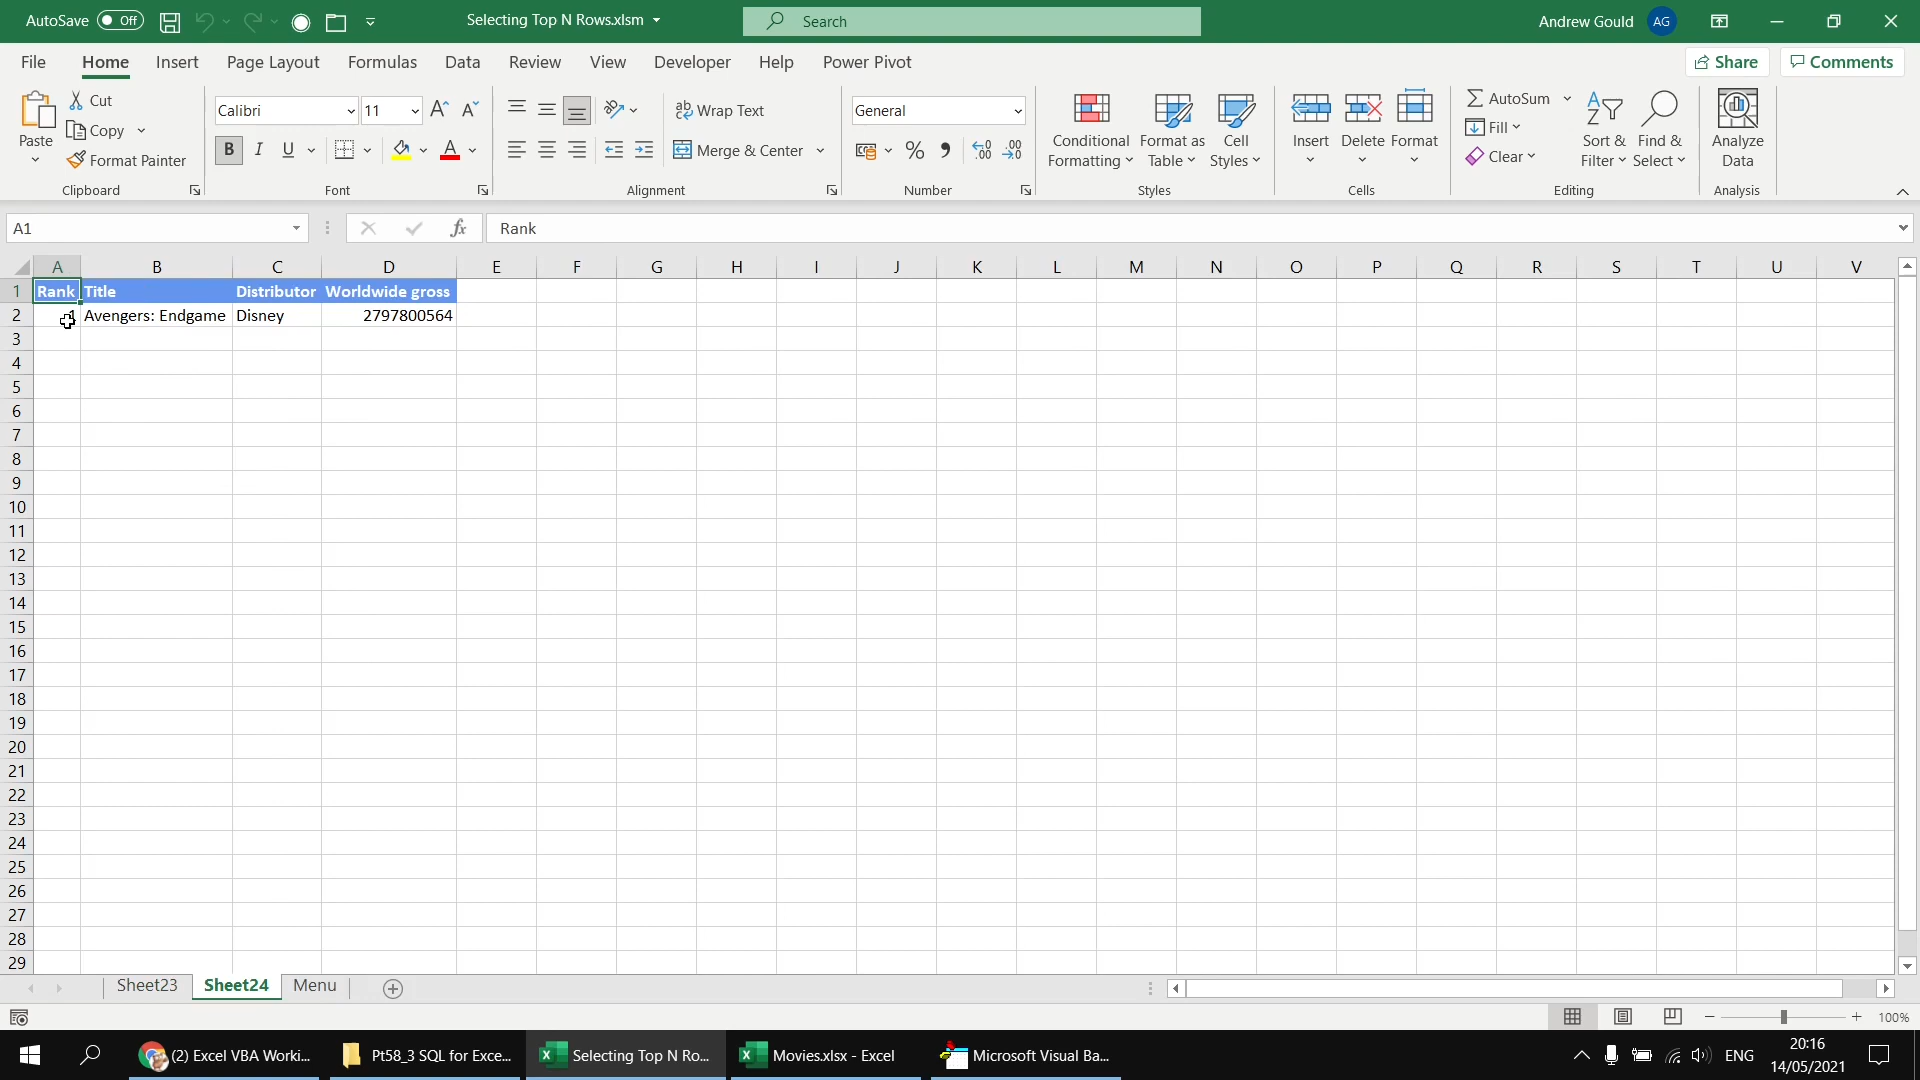 AutoSave Off Selecting Top N Rows.xlsm Search Andrew Gould AG
File Home Insert Page Layout Formulas Data Review View Developer Help Power Pivot Share Comments
Paste Cut Copy Format Painter
Clipboard
Calibri 11
B I U A
Font
Wrap Text
Merge & Center
Alignment
General
% 9
Number
Conditional Formatting Format as Table Cell Styles
Styles
Insert Delete Format
Cells
AutoSum Fill Clear Sort & Filter Find & Select
Editing
Analyze Data
Analysis
A1 fx Rank
A B C D E F G H I J K L M N O P Q R S T U V
1 Rank Title Distributor Worldwide gross
2 1 Avengers: Endgame Disney 2797800564
3
4
5
6
7
8
9
10
11
12
13
14
15
16
17
18
19
20
21
22
23
24
25
26
27
28
29
Sheet23 Sheet24 Menu
100%
(2) Excel VBA Worki... Pt58_3 SQL for Exce... Selecting Top N Ro... Movies.xlsx - Excel Microsoft Visual Ba... ENG 20:16
14/05/2021